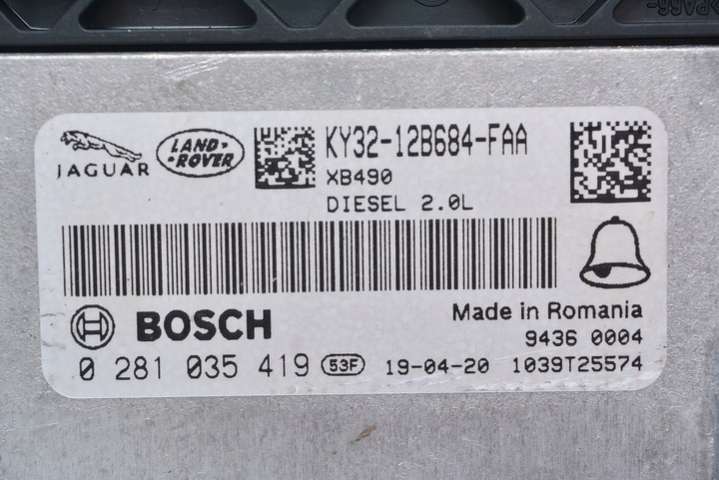 >PA66-
JAGUAR
LAND-
ROVER
KY32-12B684-FAA
XB490
DIESEL 2.0L
BOSCH
Made in Romania
9436 0004
0 281 035 419 53F 19-04-20 1039T25574